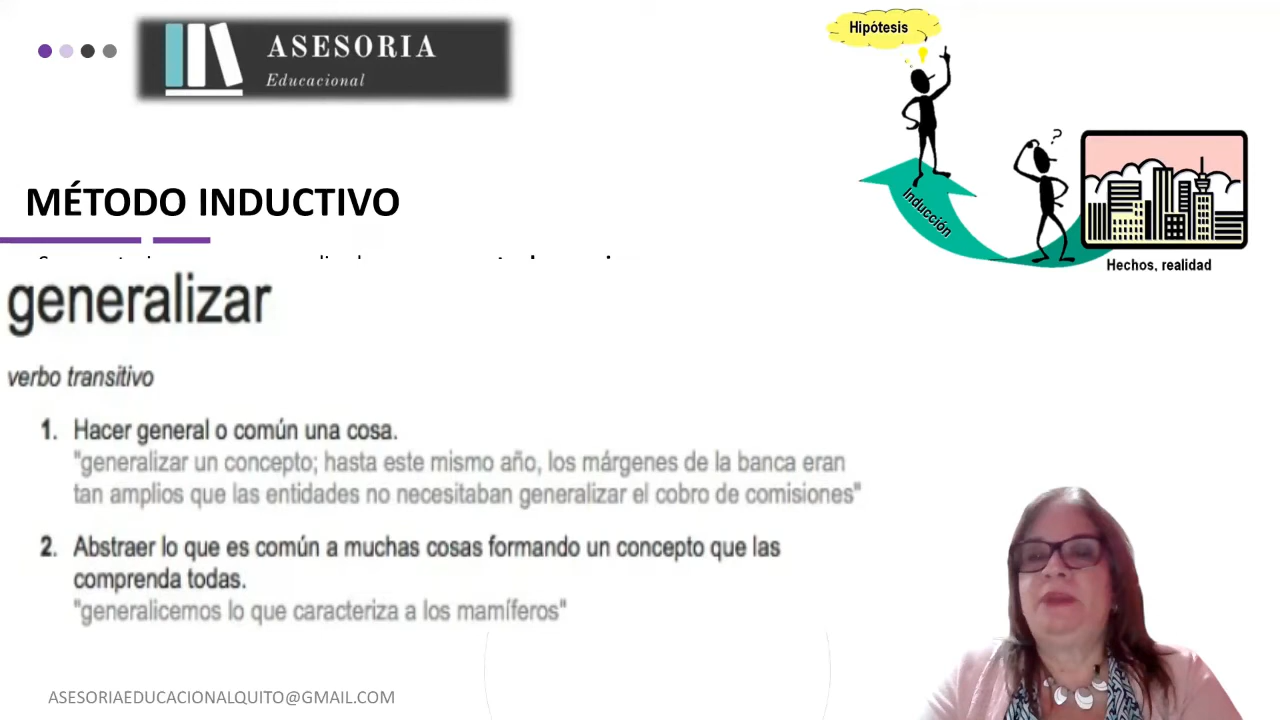 ASESORIA
Educacional
Hipótesis
?
Inducción
Hechos, realidad
MÉTODO INDUCTIVO
generalizar
verbo transitivo
1. Hacer general o común una cosa.
"generalizar un concepto; hasta este mismo año, los márgenes de la banca eran
tan amplios que las entidades no necesitaban generalizar el cobro de comisiones"
2. Abstraer lo que es común a muchas cosas formando un concepto que las
comprenda todas.
"generalicemos lo que caracteriza a los mamíferos"
ASESORIAEDUCACIONALQUITO@GMAIL.COM